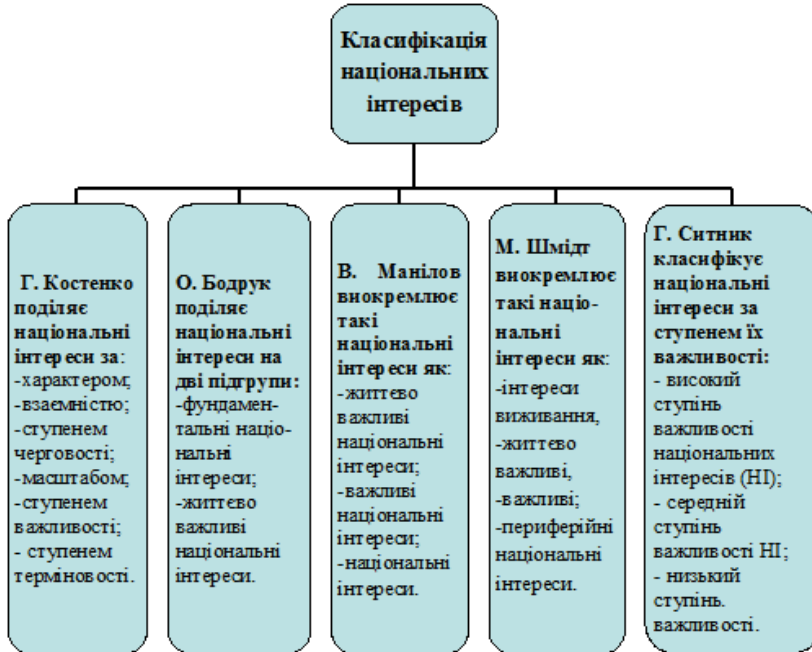 Класифікація
національних
інтересів
Г. Костенко
поділяє
національні
інтереси за:
-характером;
-взаємністю;
-ступенем
черговості;
-масштабом;
-ступенем
важливості;
- ступенем
терміновості.
О. Бодрук
поділяє
національні
інтереси на
дві підгрупи:
-фундамен-
тальні націо-
нальні
інтереси;
-життєво
важливі
національні
інтереси.
В. Манілов
виокремлює
такі
національні
інтереси як:
-життєво
важливі
національні
інтереси;
-важливі
національні
інтереси;
-національні
інтереси.
М. Шмідт
виокремлює
такі націо-
нальні
інтереси як:
-інтереси
виживання,
-життєво
важливі,
-важливі;
-периферійні
національні
інтереси.
Г. Ситник
класифікує
національні
інтереси за
ступенем їх
важливості:
- високий
ступінь
важливості
національних
інтересів (НІ);
- середній
ступінь
важливості НІ;
- низький
ступінь.
важливості.